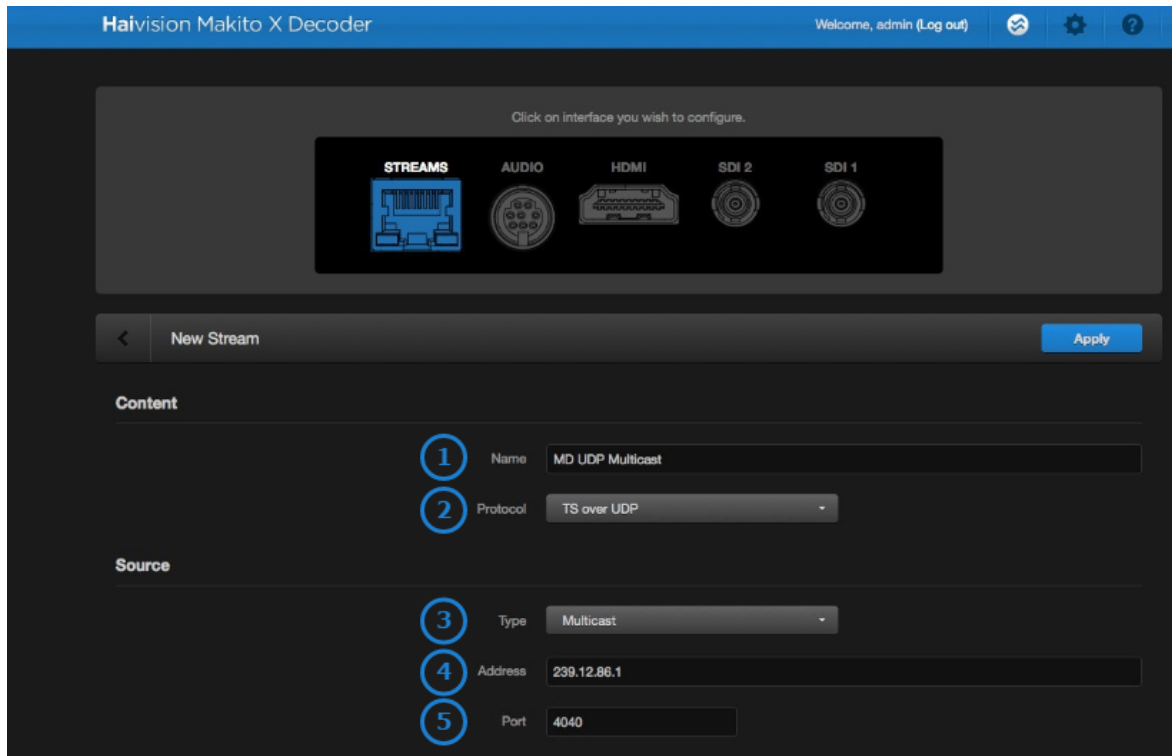 Haivision Makito X Decoder Welcome, admin (Log out) ?
Click on interface you wish to configure.
STREAMS AUDIO HDMI SDI 2 SDI 1
New Stream Apply
Content
1 Name MD UDP Multicast
2 Protocol TS over UDP
Source
3 Type Multicast
4 Address 239.12.86.1
5 Port 4040